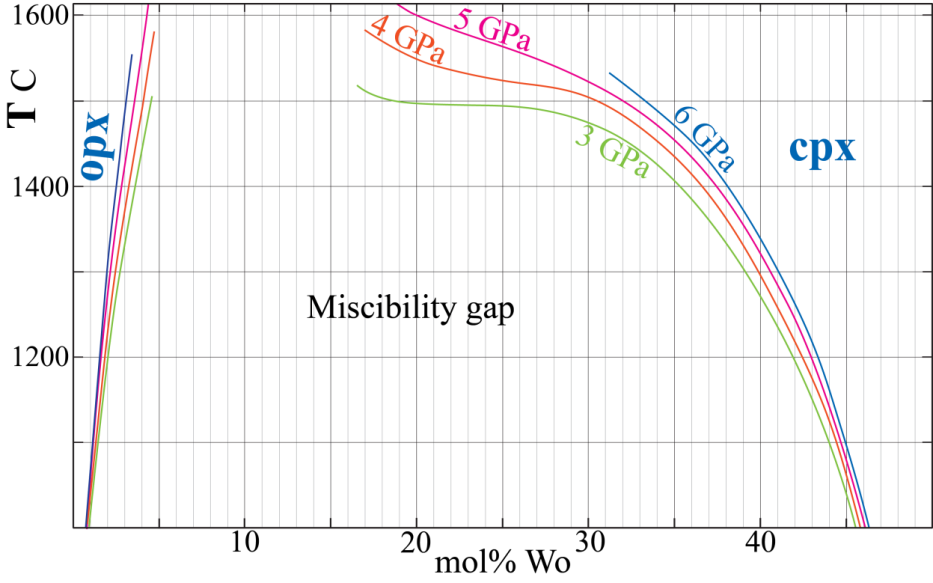 1600
5 GPa
4 GPa
T C
6 GPa
3 GPa
opx
cpx
1400
Miscibility gap
1200
10
20
30
40
mol% Wo